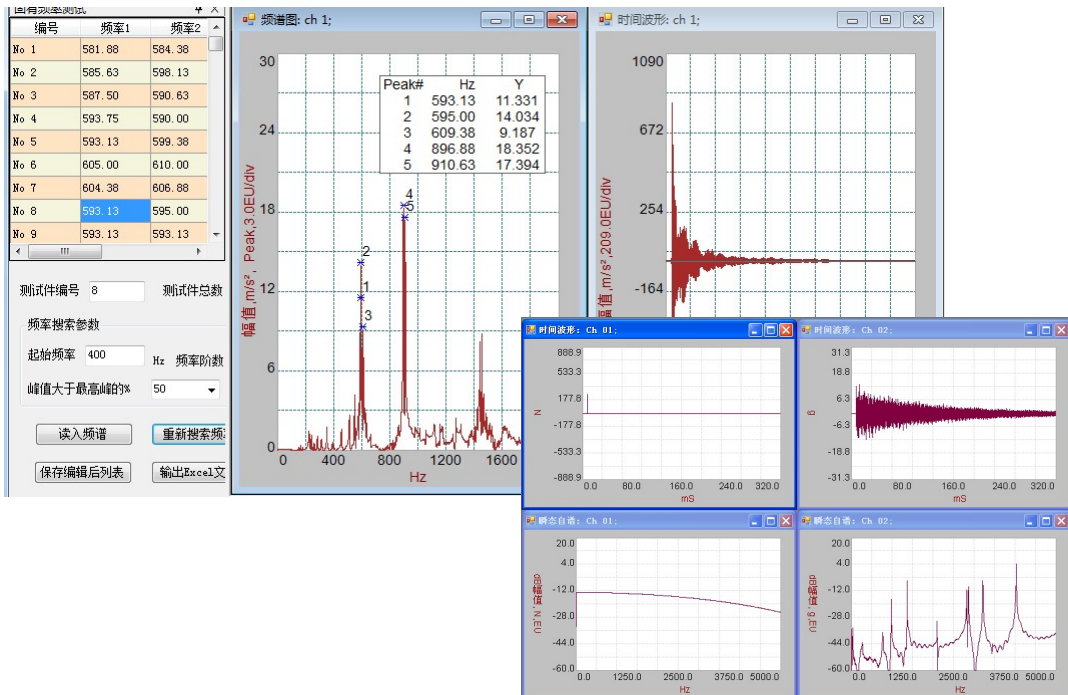 固有频率测试
编号 频率1 频率2
No 1 581.88 584.38
No 2 585.63 598.13
No 3 587.50 590.63
No 4 593.75 590.00
No 5 593.13 599.38
No 6 605.00 610.00
No 7 604.38 606.88
No 8 593.13 595.00
No 9 593.13 593.13
测试件编号 8 测试件总数
频率搜索参数
起始频率 400 Hz 频率阶数
峰值大于最高峰的% 50
读入频谱 重新搜索频
保存编辑后列表 输出Excel文
频谱图: ch 1;
30
24
18
12
6
0
幅值,m/s², Peak,3.0EU/div
Peak# Hz Y
1 593.13 11.331
2 595.00 14.034
3 609.38 9.187
4 896.88 18.352
5 910.63 17.394
4
5
2
1
3
0 400 800 1200 1600
Hz
时间波形: ch 1;
1090
672
254
-164
幅值,m/s²,209.0EU/div
时间波形: Ch 01;
888.9
533.3
177.8
-177.8
-533.3
-888.9
N
0.0 80.0 160.0 240.0 320.0
mS
时间波形: Ch 02;
31.3
18.8
6.3
-6.3
-18.8
-31.3
g
0.0 80.0 160.0 240.0 320.0
mS
瞬态自谱: Ch 01;
20.0
4.0
-12.0
-28.0
-44.0
-60.0
dB幅值,N,EU
0.0 1250.0 2500.0 3750.0 5000.0
Hz
瞬态自谱: Ch 02;
20.0
4.0
-12.0
-28.0
-44.0
-60.0
dB幅值,g,EU
0.0 1250.0 2500.0 3750.0 5000.0
Hz